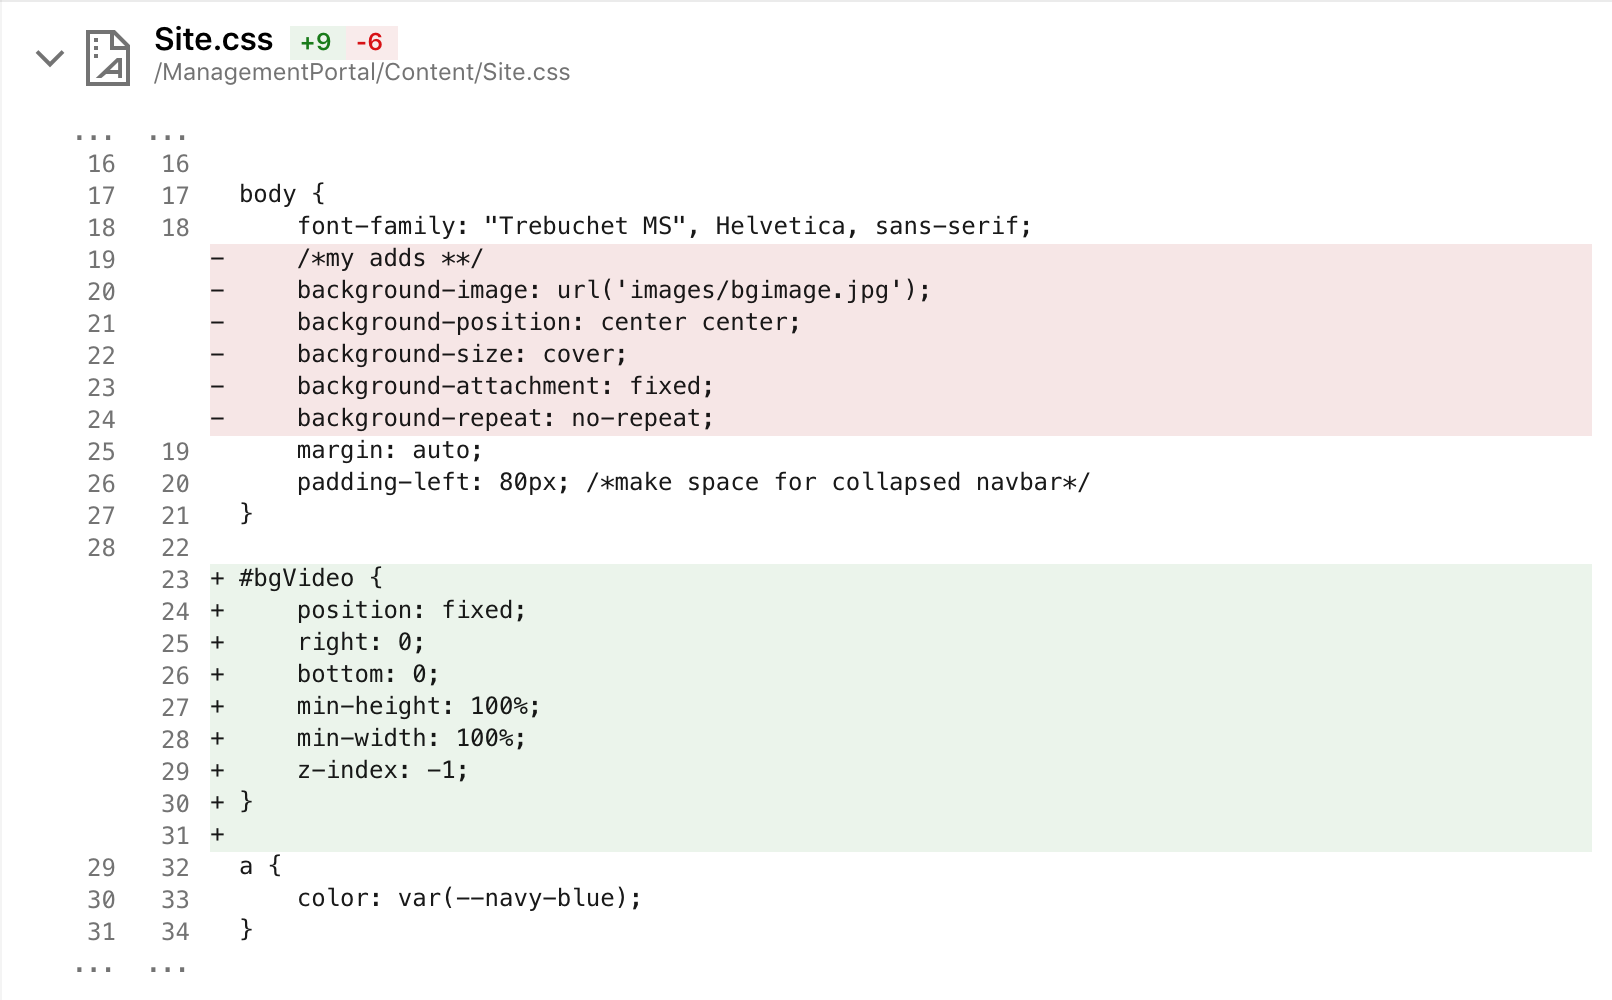 Site.css +9 -6
/ManagementPortal/Content/Site.css
... ...
16 16
17 17 body {
18 18 font-family: "Trebuchet MS", Helvetica, sans-serif;
19 - /*my adds **/
20 - background-image: url('images/bgimage.jpg');
21 - background-position: center center;
22 - background-size: cover;
23 - background-attachment: fixed;
24 - background-repeat: no-repeat;
25 19 margin: auto;
26 20 padding-left: 80px; /*make space for collapsed navbar*/
27 21 }
28 22
23 + #bgVideo {
24 + position: fixed;
25 + right: 0;
26 + bottom: 0;
27 + min-height: 100%;
28 + min-width: 100%;
29 + z-index: -1;
30 + }
31 +
29 32 a {
30 33 color: var(--navy-blue);
31 34 }
... ...